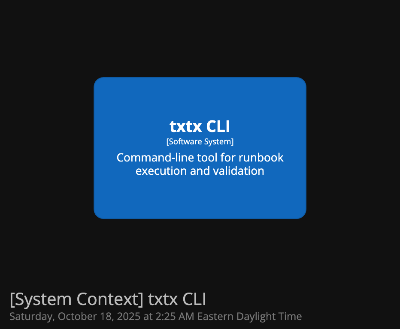 txtx CLI
[Software System]
Command-line tool for runbook
execution and validation
[System Context] txtx CLI
Saturday, October 18, 2025 at 2:25 AM Eastern Daylight Time